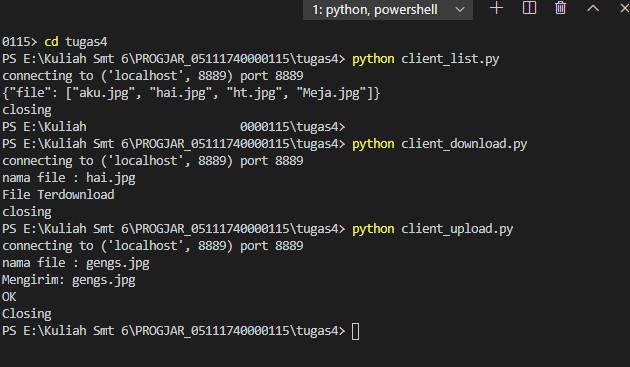 1: python, powershell
0115> cd tugas4
PS E:\Kuliah Smt 6\PROGJAR_05111740000115\tugas4> python client_list.py
connecting to ('localhost', 8889) port 8889
{"file": ["aku.jpg", "hai.jpg", "ht.jpg", "Meja.jpg"]}
closing
PS E:\Kuliah 0000115\tugas4>
PS E:\Kuliah Smt 6\PROGJAR_05111740000115\tugas4> python client_download.py
connecting to ('localhost', 8889) port 8889
nama file : hai.jpg
File Terdownload
closing
PS E:\Kuliah Smt 6\PROGJAR_05111740000115\tugas4> python client_upload.py
connecting to ('localhost', 8889) port 8889
nama file : gengs.jpg
Mengirim: gengs.jpg
OK
Closing
PS E:\Kuliah Smt 6\PROGJAR_05111740000115\tugas4>